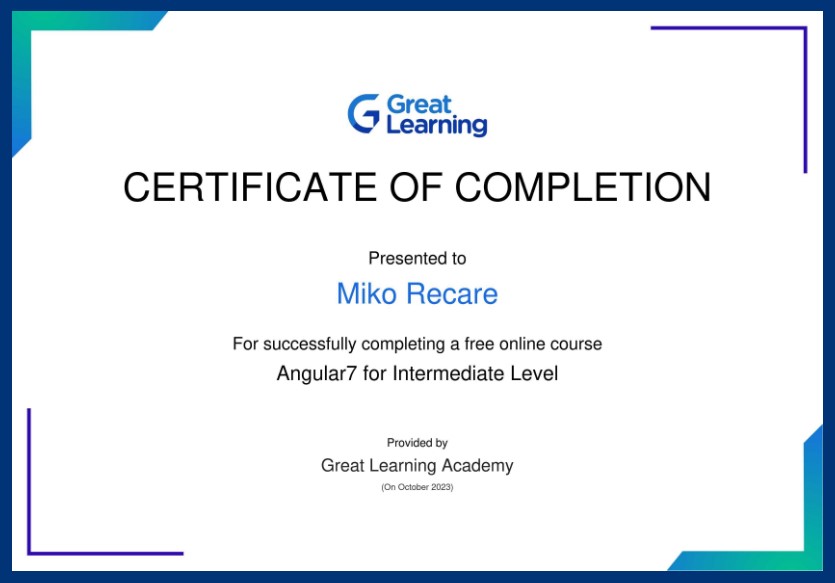 Great
Learning
CERTIFICATE OF COMPLETION
Presented to
Miko Recare
For successfully completing a free online course
Angular7 for Intermediate Level
Provided by
Great Learning Academy
(On October 2023)